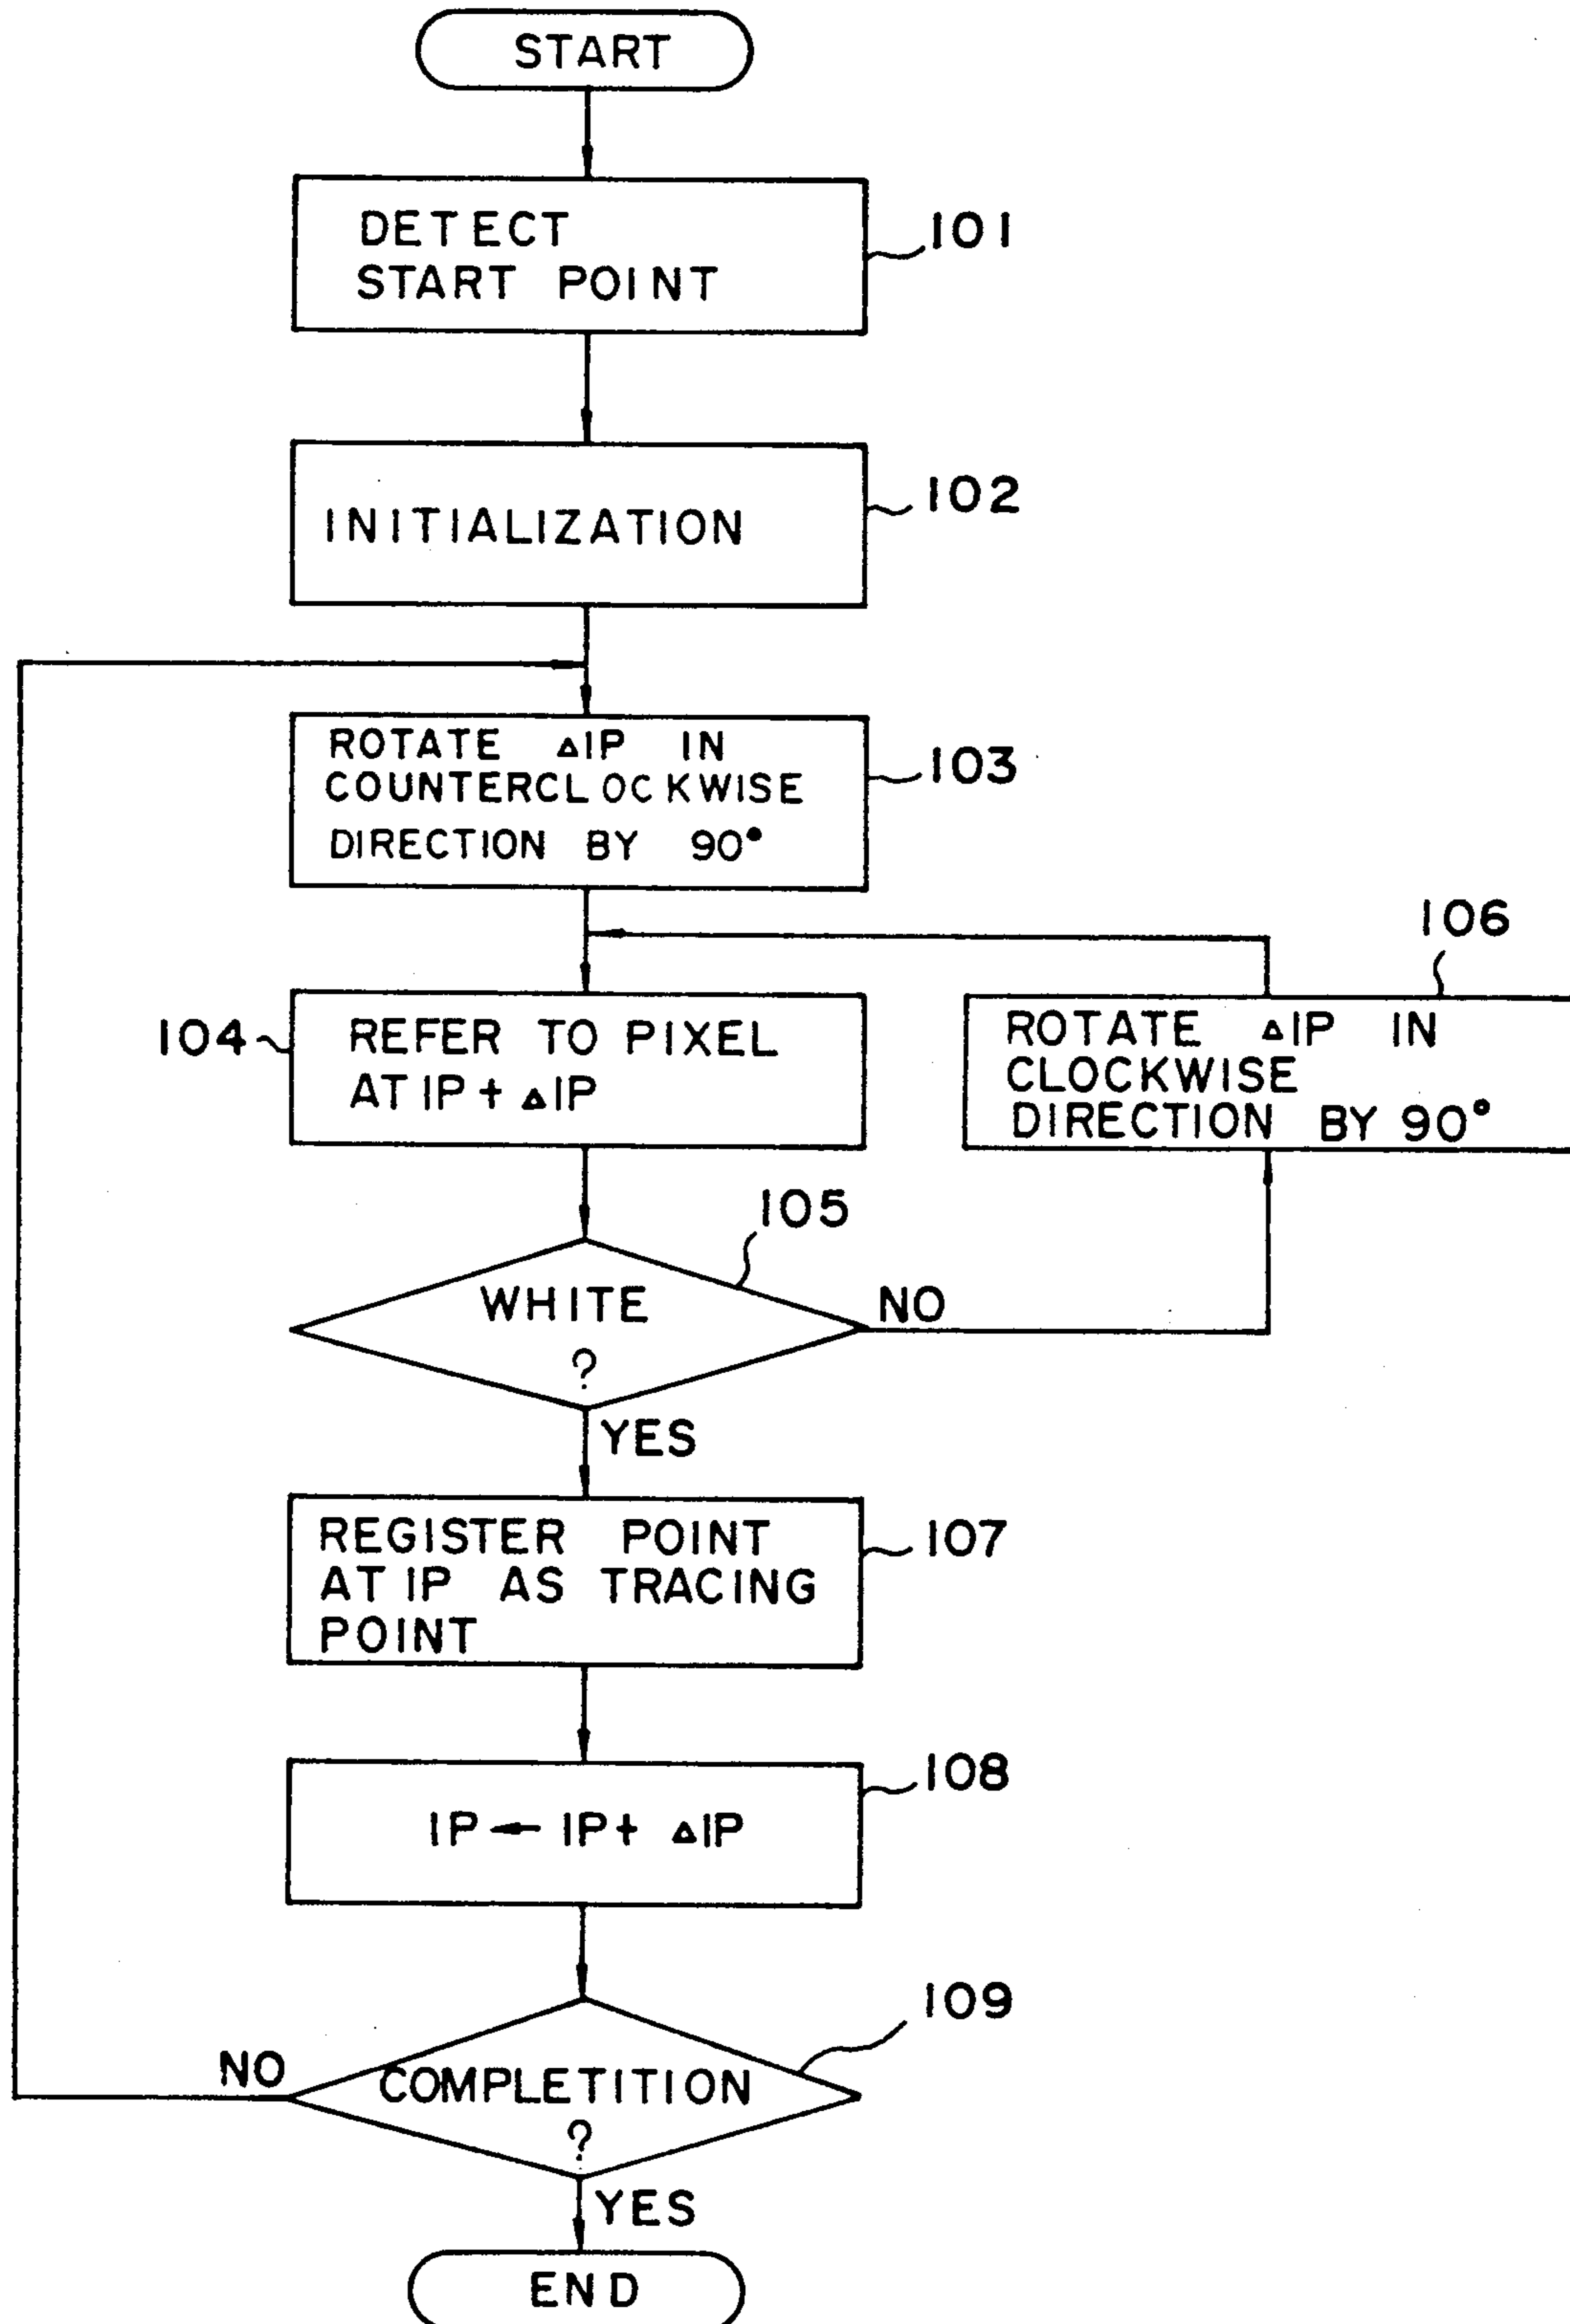 START
DETECT
START POINT
101
INITIALIZATION
102
ROTATE ΔIP IN
COUNTERCLOCKWISE
DIRECTION BY 90°
103
106
ROTATE ΔIP IN
CLOCKWISE
DIRECTION BY 90°
104
REFER TO PIXEL
AT IP + ΔIP
105
WHITE
?
NO
YES
REGISTER POINT
AT IP AS TRACING
POINT
107
108
IP ← IP + ΔIP
109
NO
COMPLETITION
?
YES
END